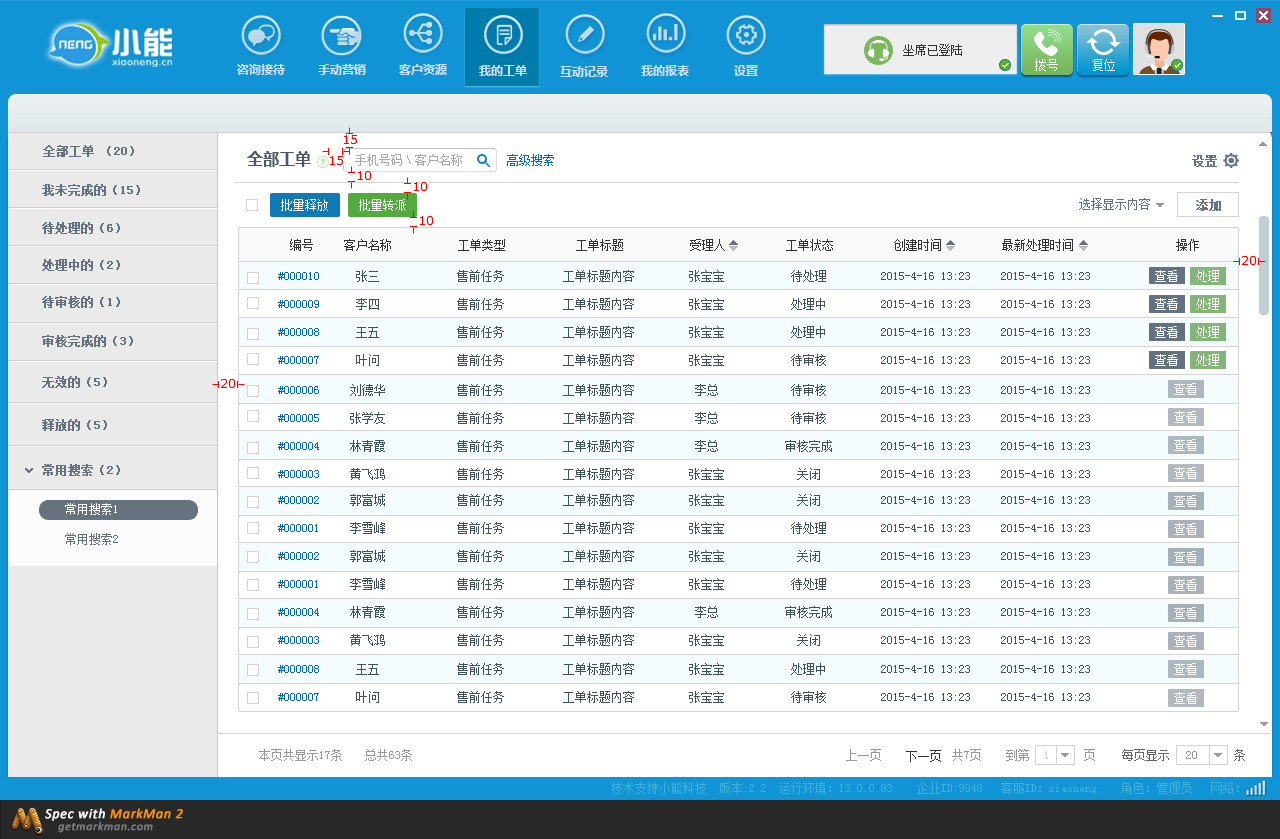 NENG 小能
xiaoneng.cn
咨询接待 手动营销 客户资源 我的工单 互动记录 我的报表 设置
坐席已登陆 拨号 复位
全部工单 （20）
我未完成的（15）
待处理的（6）
处理中的（2）
待审核的（1）
审核完成的（3）
无效的（5）
释放的（5）
常用搜索（2）
常用搜索1
常用搜索2
15
全部工单 ? 15 手机号码 \ 客户名称 高级搜索 设置
10 10
批量释放 批量转派 选择显示内容 添加
10
编号 客户名称 工单类型 工单标题 受理人 工单状态 创建时间 最新处理时间 操作
20
#000010 张三 售前任务 工单标题内容 张宝宝 待处理 2015-4-16 13:23 2015-4-16 13:23 查看 处理
#000009 李四 售前任务 工单标题内容 张宝宝 处理中 2015-4-16 13:23 2015-4-16 13:23 查看 处理
#000008 王五 售前任务 工单标题内容 张宝宝 处理中 2015-4-16 13:23 2015-4-16 13:23 查看 处理
#000007 叶问 售前任务 工单标题内容 张宝宝 待审核 2015-4-16 13:23 2015-4-16 13:23 查看 处理
20
#000006 刘德华 售前任务 工单标题内容 李总 待审核 2015-4-16 13:23 2015-4-16 13:23 查看
#000005 张学友 售前任务 工单标题内容 李总 待审核 2015-4-16 13:23 2015-4-16 13:23 查看
#000004 林青霞 售前任务 工单标题内容 李总 审核完成 2015-4-16 13:23 2015-4-16 13:23 查看
#000003 黄飞鸿 售前任务 工单标题内容 张宝宝 关闭 2015-4-16 13:23 2015-4-16 13:23 查看
#000002 郭富城 售前任务 工单标题内容 张宝宝 关闭 2015-4-16 13:23 2015-4-16 13:23 查看
#000001 李雪峰 售前任务 工单标题内容 张宝宝 待处理 2015-4-16 13:23 2015-4-16 13:23 查看
#000002 郭富城 售前任务 工单标题内容 张宝宝 关闭 2015-4-16 13:23 2015-4-16 13:23 查看
#000001 李雪峰 售前任务 工单标题内容 张宝宝 待处理 2015-4-16 13:23 2015-4-16 13:23 查看
#000004 林青霞 售前任务 工单标题内容 李总 审核完成 2015-4-16 13:23 2015-4-16 13:23 查看
#000003 黄飞鸿 售前任务 工单标题内容 张宝宝 关闭 2015-4-16 13:23 2015-4-16 13:23 查看
#000008 王五 售前任务 工单标题内容 张宝宝 处理中 2015-4-16 13:23 2015-4-16 13:23 查看
#000007 叶问 售前任务 工单标题内容 张宝宝 待审核 2015-4-16 13:23 2015-4-16 13:23 查看
本页共显示17条 总共63条 上一页 下一页 共7页 到第 1 页 每页显示 20 条
技术支持小能科技 版本:2.2 运行环境：13.0.0.83 企业ID:9948 客服ID：xiaoneng 角色：管理员 网络：
Spec with MarkMan 2
getmarkman.com